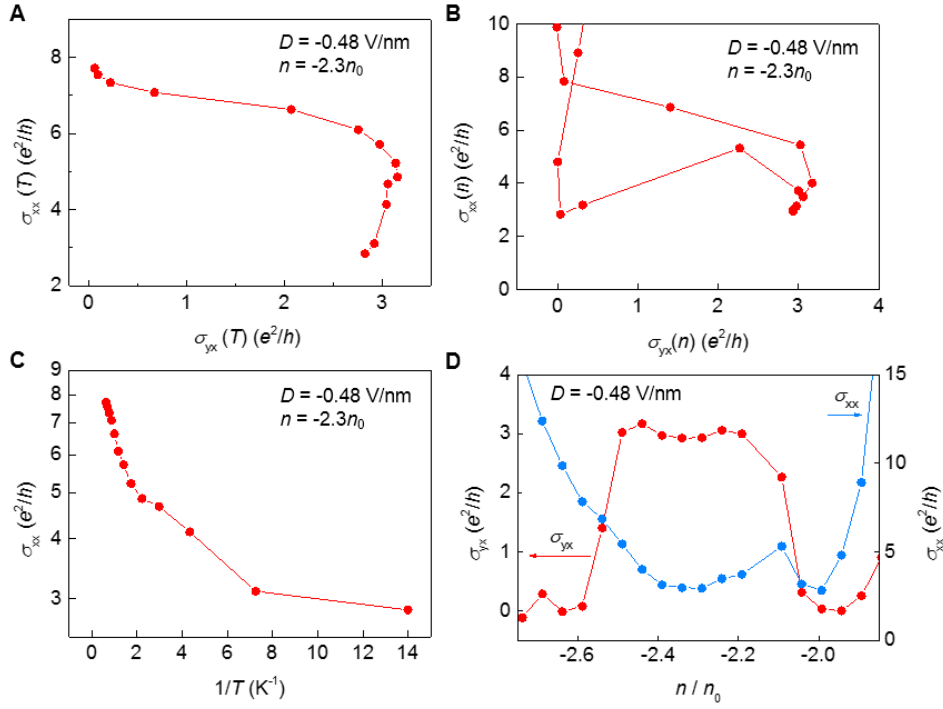 A
D = -0.48 V/nm
n = -2.3n₀
8
6
4
2
0
1
2
3
σxx (T) (e²/h)
σyx (T) (e²/h)
B
D = -0.48 V/nm
n = -2.3n₀
10
8
6
4
2
0
0
1
2
3
4
σxx(n) (e²/h)
σyx(n) (e²/h)
C
D = -0.48 V/nm
n = -2.3n₀
9
8
7
6
5
4
3
0
2
4
6
8
10
12
14
σxx (e²/h)
1/T (K⁻¹)
D
D = -0.48 V/nm
σxx
σyx
4
3
2
1
0
15
10
5
0
-2.6
-2.4
-2.2
-2.0
σyx (e²/h)
σxx (e²/h)
n / n₀